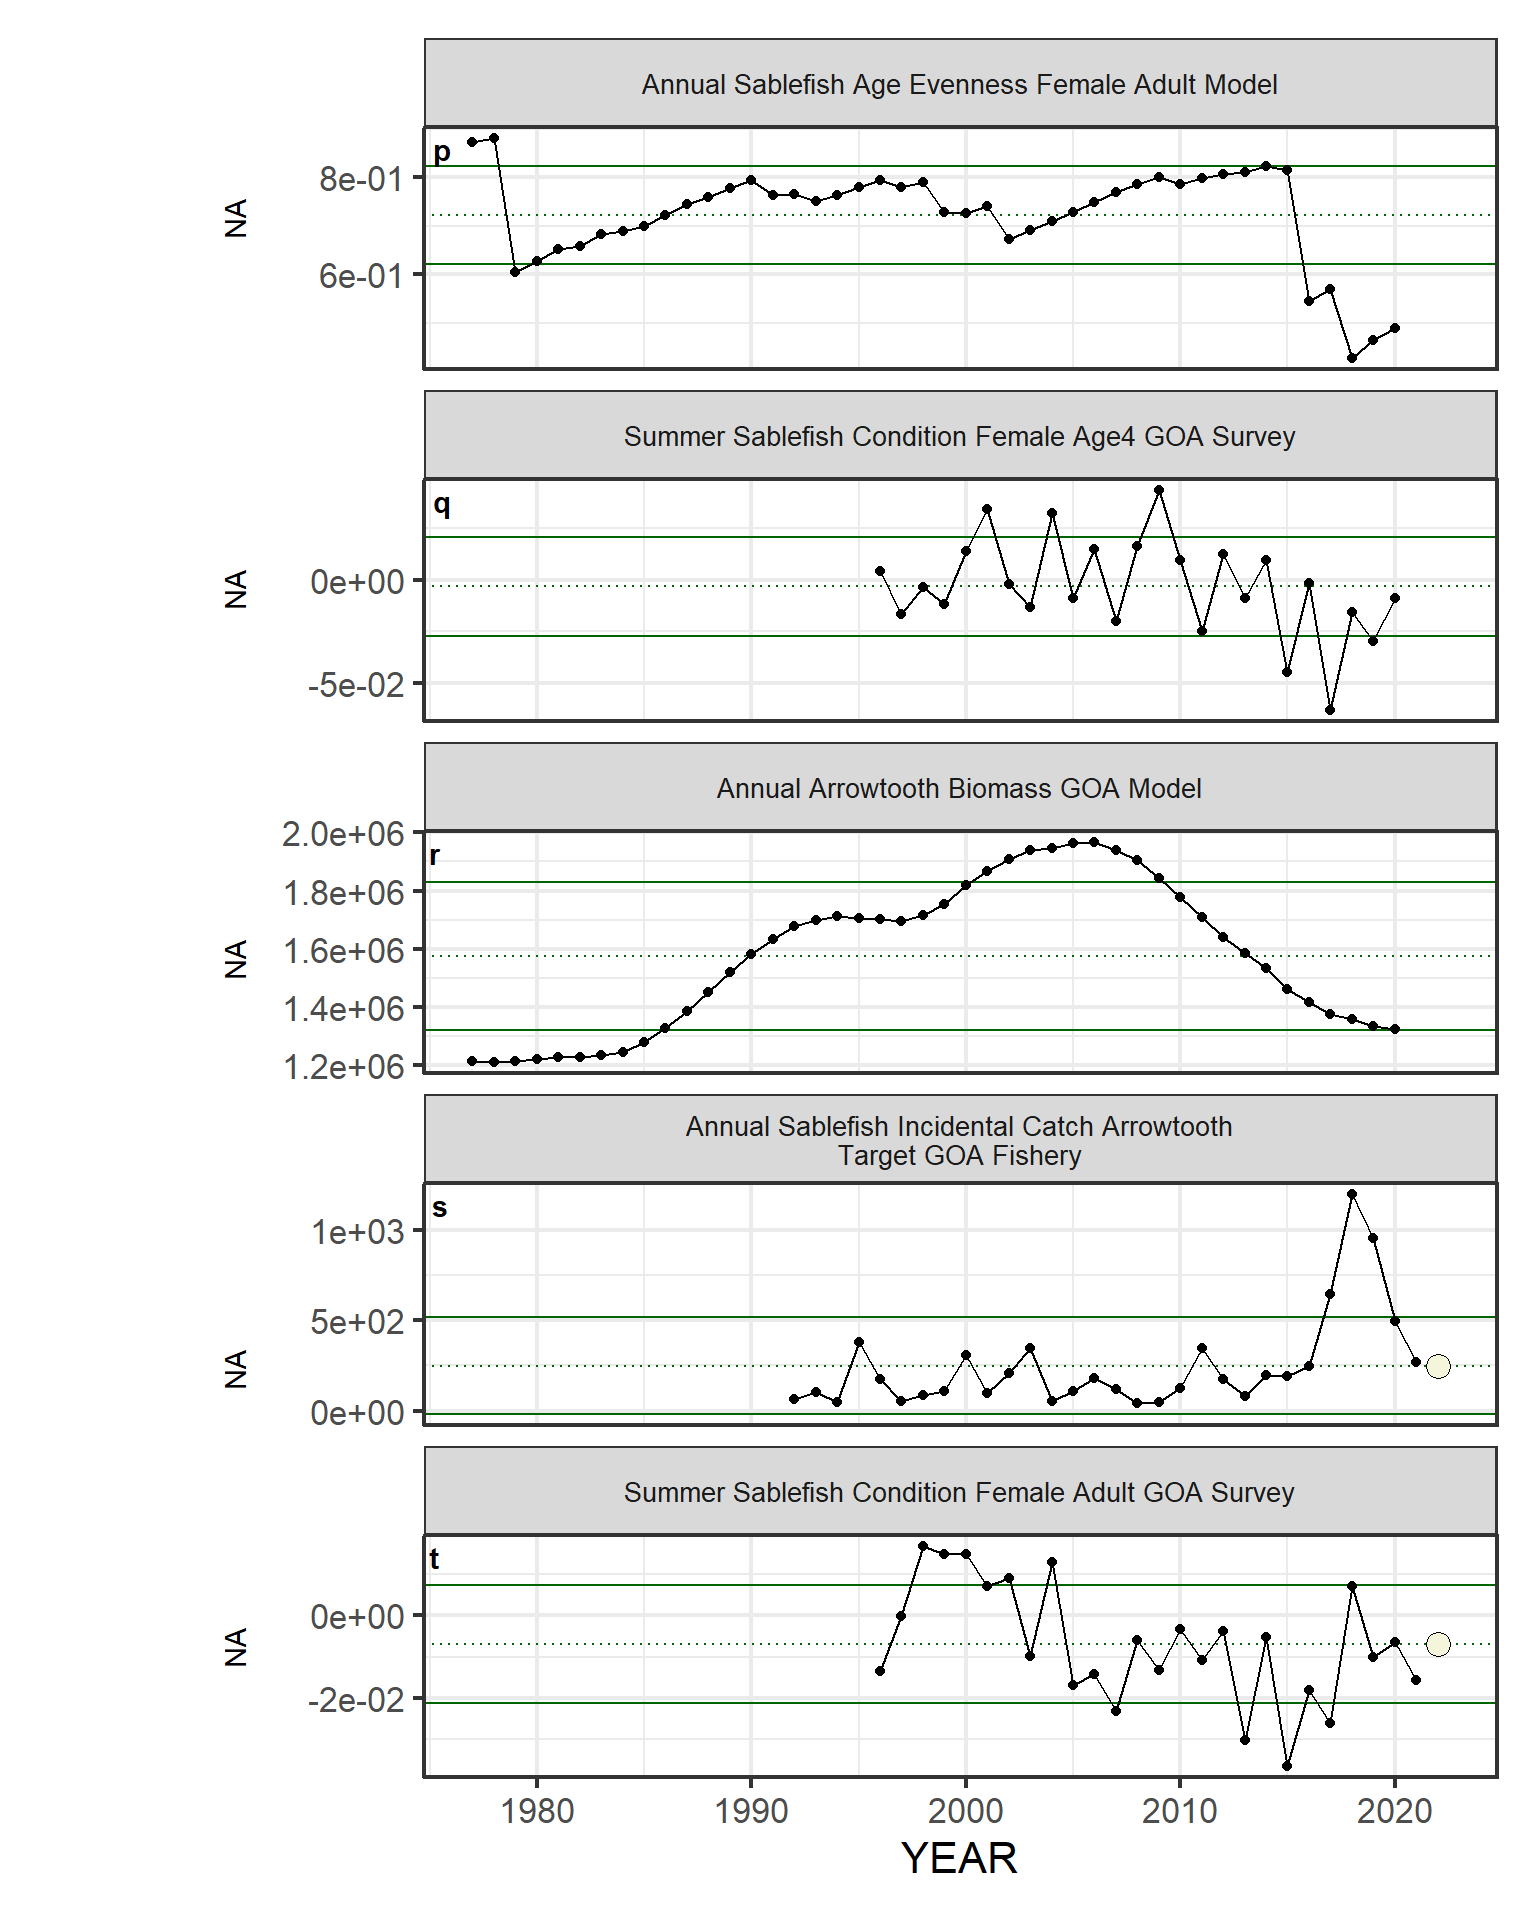 Annual Sablefish Age Evenness Female Adult Model
p
8e-01
6e-01
NA
Summer Sablefish Condition Female Age4 GOA Survey
q
0e+00
-5e-02
NA
Annual Arrowtooth Biomass GOA Model
r
2.0e+06
1.8e+06
1.6e+06
1.4e+06
1.2e+06
NA
Annual Sablefish Incidental Catch Arrowtooth
Target GOA Fishery
s
1e+03
5e+02
0e+00
NA
Summer Sablefish Condition Female Adult GOA Survey
t
0e+00
-2e-02
NA
1980 1990 2000 2010 2020
YEAR